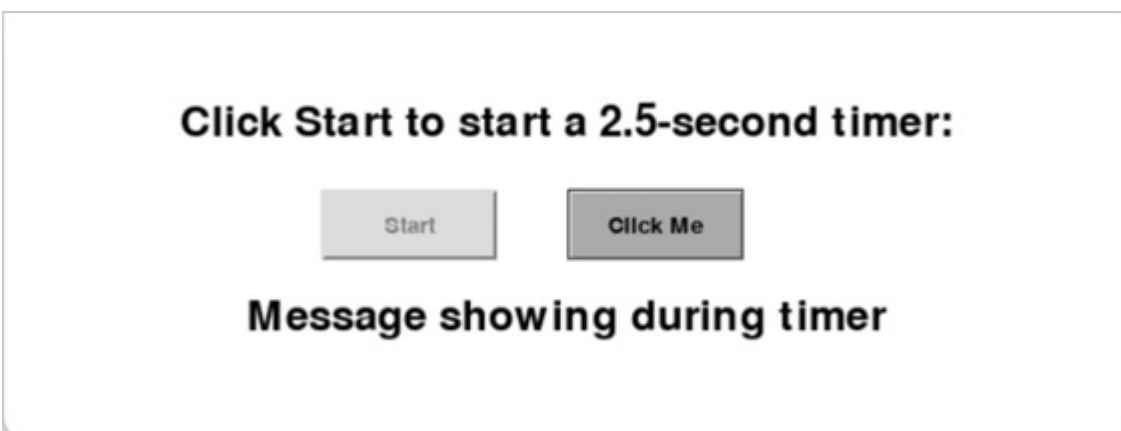 Click Start to start a 2.5-second timer:
Start Click Me
Message showing during timer